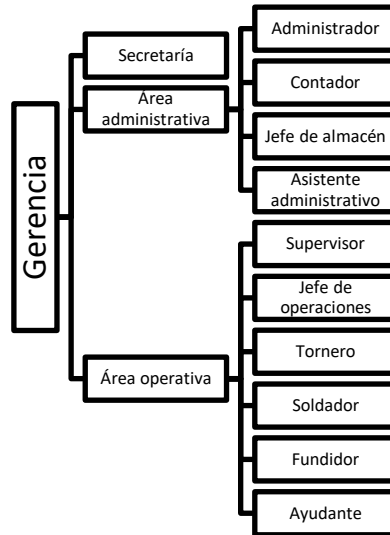 Gerencia
Secretaría
Área
administrativa
Administrador
Contador
Jefe de almacén
Asistente
administrativo
Área operativa
Supervisor
Jefe de
operaciones
Tornero
Soldador
Fundidor
Ayudante